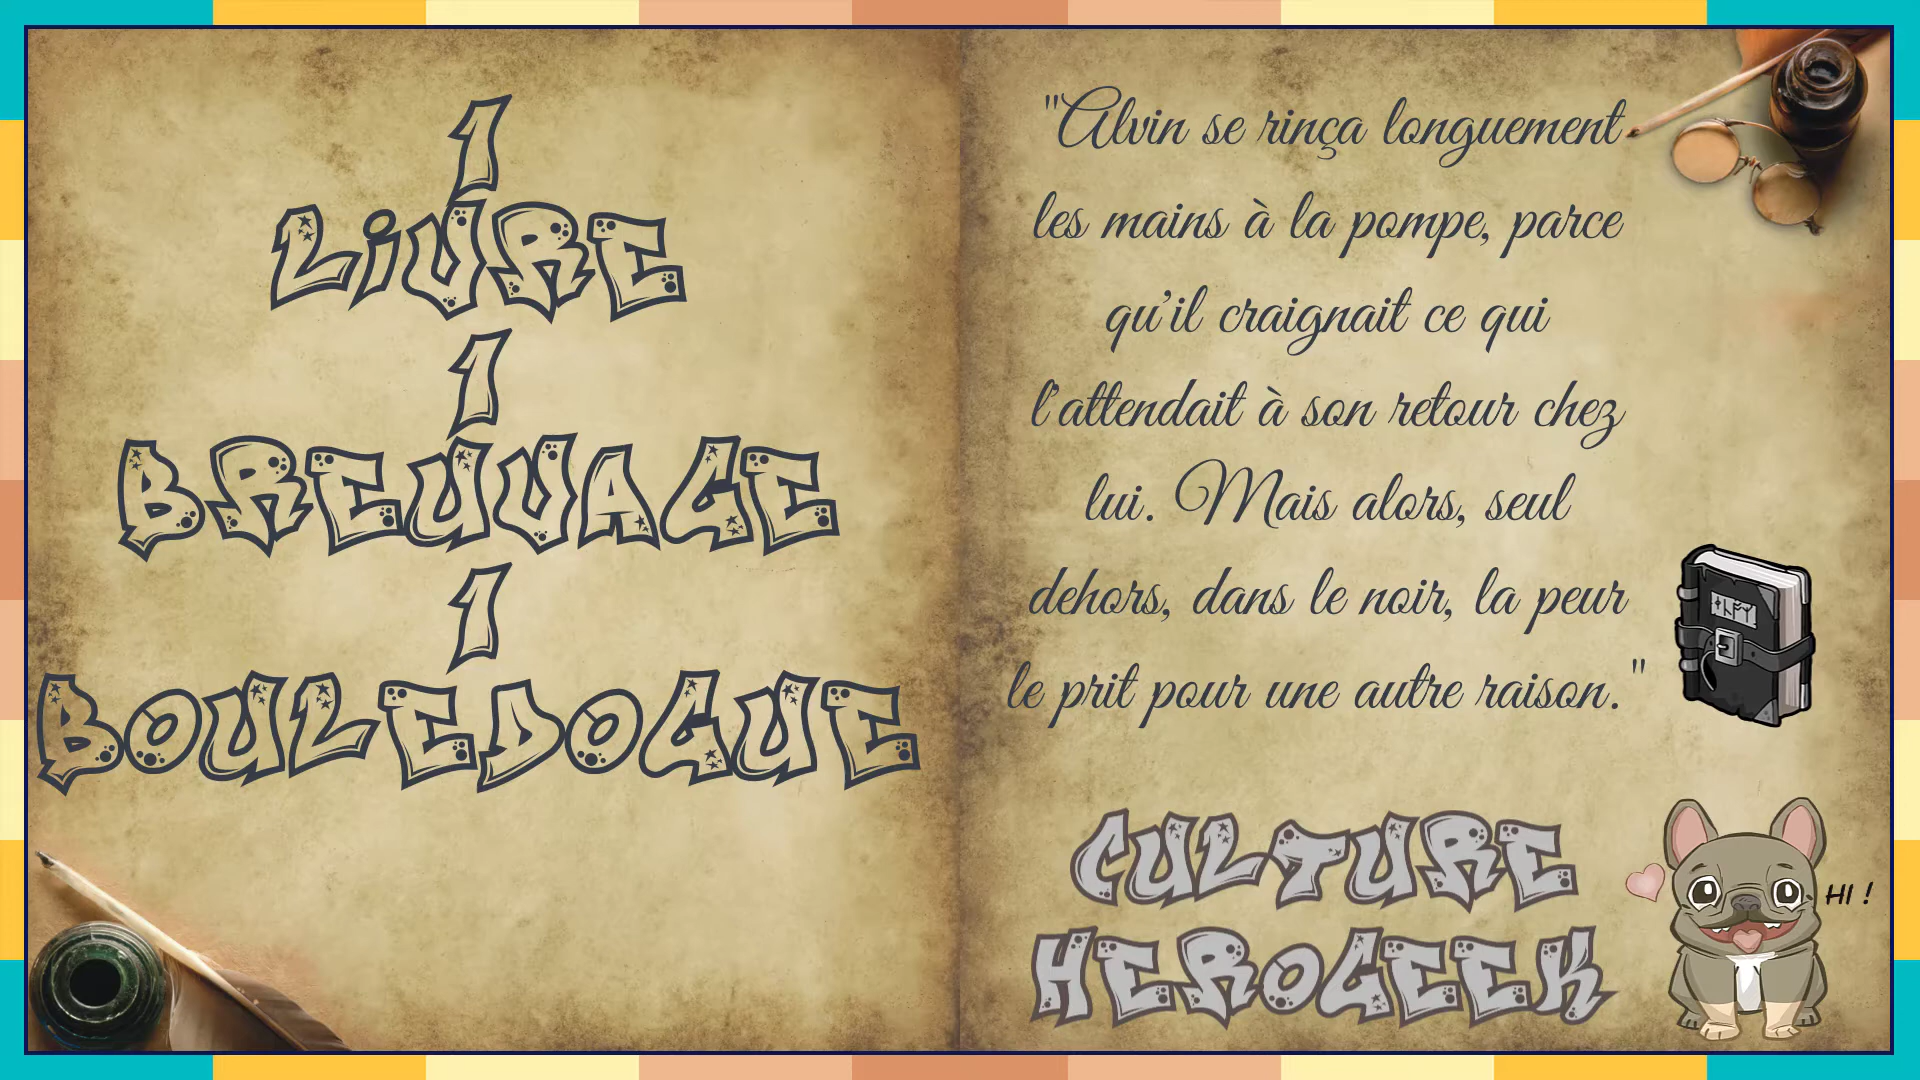 1
LIVRE
1
BREUVAGE
1
BOULEDOGUE
"Alvin se rinça longuement
les mains à la pompe, parce
qu'il craignait ce qui
l'attendait à son retour chez
lui. Mais alors, seul
dehors, dans le noir, la peur
le prit pour une autre raison."
CULTURE
HEROGEEK
HI !